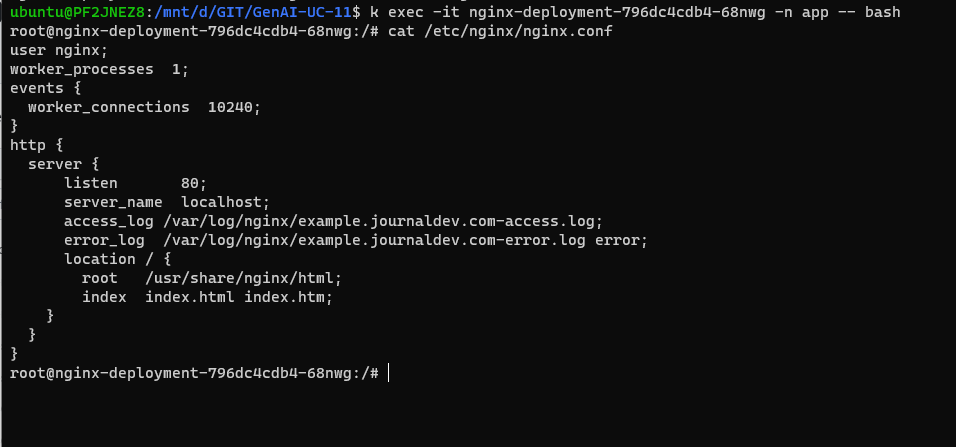 ubuntu@PF2JNEZ8:/mnt/d/GIT/GenAI-UC-11$ k exec -it nginx-deployment-796dc4cdb4-68nwg -n app -- bash
root@nginx-deployment-796dc4cdb4-68nwg:/# cat /etc/nginx/nginx.conf
user nginx;
worker_processes  1;
events {
  worker_connections  10240;
}
http {
  server {
      listen       80;
      server_name  localhost;
      access_log /var/log/nginx/example.journaldev.com-access.log;
      error_log  /var/log/nginx/example.journaldev.com-error.log error;
      location / {
        root   /usr/share/nginx/html;
        index  index.html index.htm;
    }
  }
}
root@nginx-deployment-796dc4cdb4-68nwg:/#